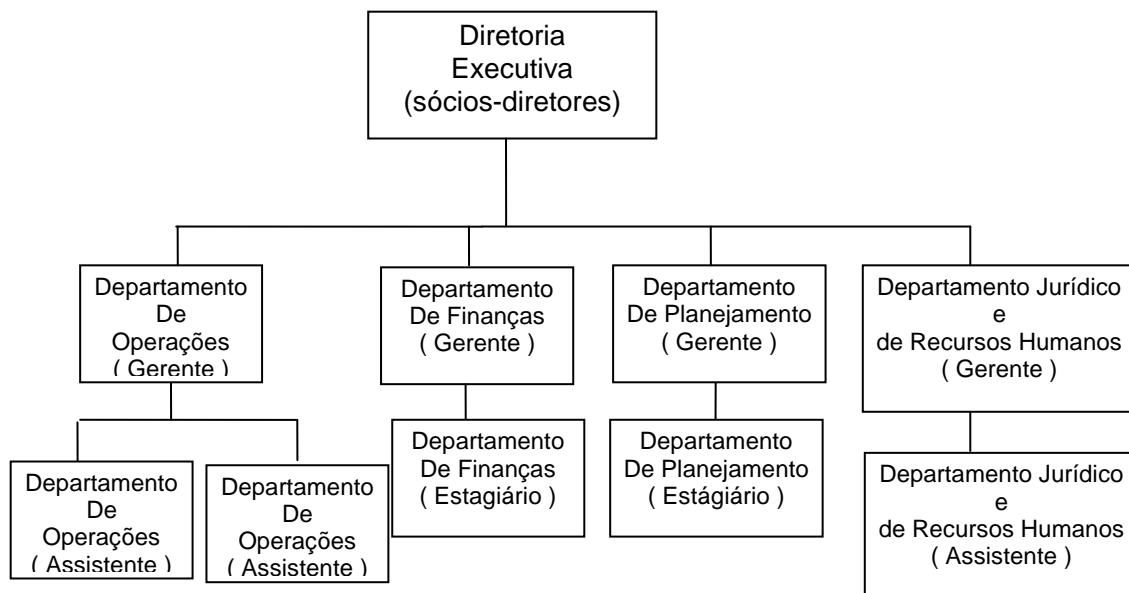 Diretoria
Executiva
(sócios-diretores)
Departamento
De
Operações
( Gerente )
Departamento
De Finanças
( Gerente )
Departamento
De Planejamento
( Gerente )
Departamento Jurídico
e
de Recursos Humanos
( Gerente )
Departamento
De
Operações
( Assistente )
Departamento
De
Operações
( Assistente )
Departamento
De Finanças
( Estagiário )
Departamento
De Planejamento
( Estágiário )
Departamento Jurídico
e
de Recursos Humanos
( Assistente )